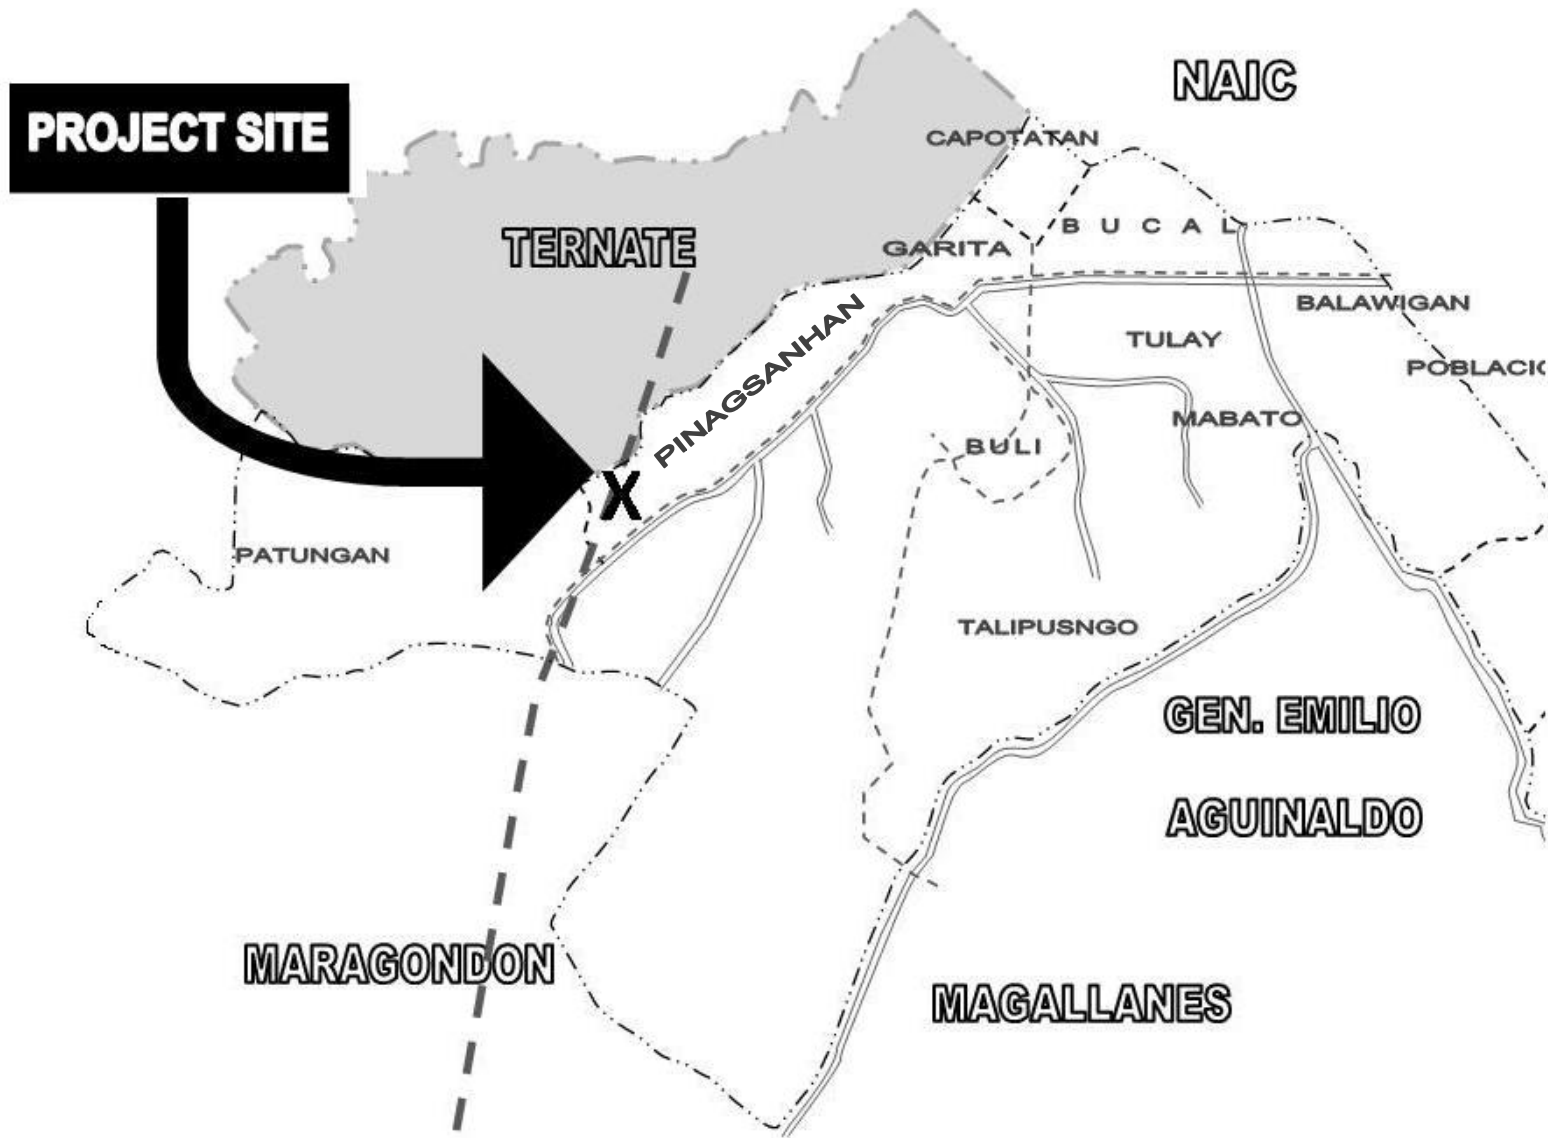 NAIC
PROJECT SITE
CAPOTATAN
TERNATE
GARITA
B U C A L
PINAGSANHAN
BALAWIGAN
TULAY
POBLACIO
MABATO
BULI
X
PATUNGAN
TALIPUSNGO
GEN. EMILIO
AGUINALDO
MARAGONDON
MAGALLANES